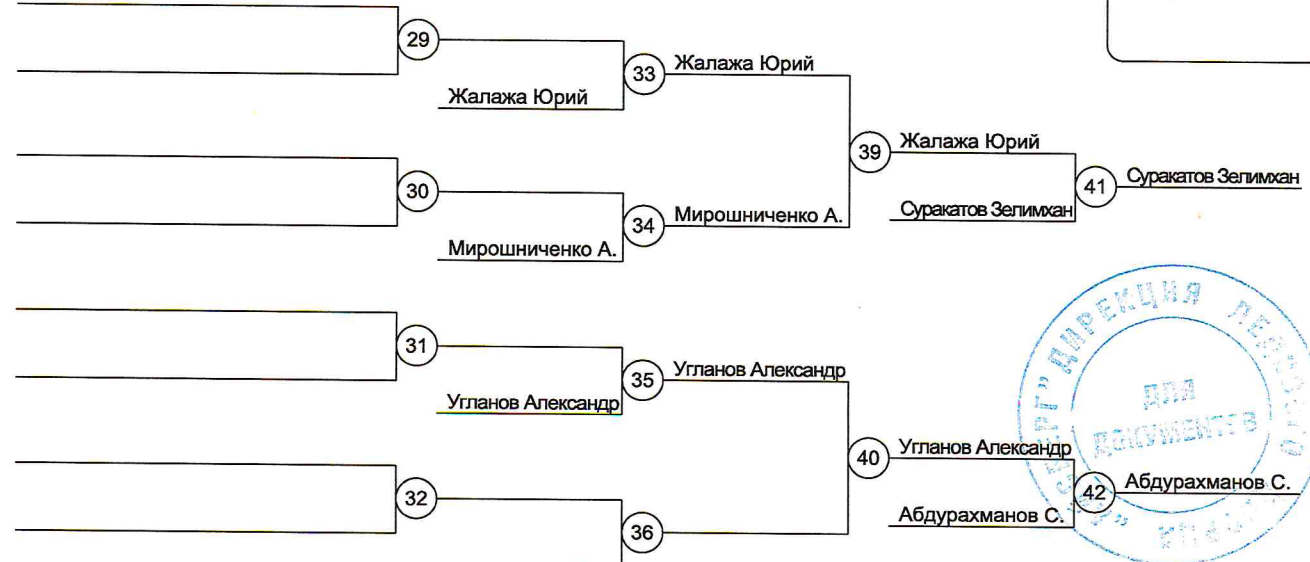 29
Жалажа Юрий
33
Жалажа Юрий
39
Жалажа Юрий
Суракатов Зелимхан
41
Суракатов Зелимхан
30
Мирошниченко А.
34
Мирошниченко А.
31
Угланов Александр
35
Угланов Александр
40
Угланов Александр
Абдурахманов С.
42
Абдурахманов С.
32
36
ДИРЕКЦИЯ
ДЛЯ
ДОКУМЕНТОВ